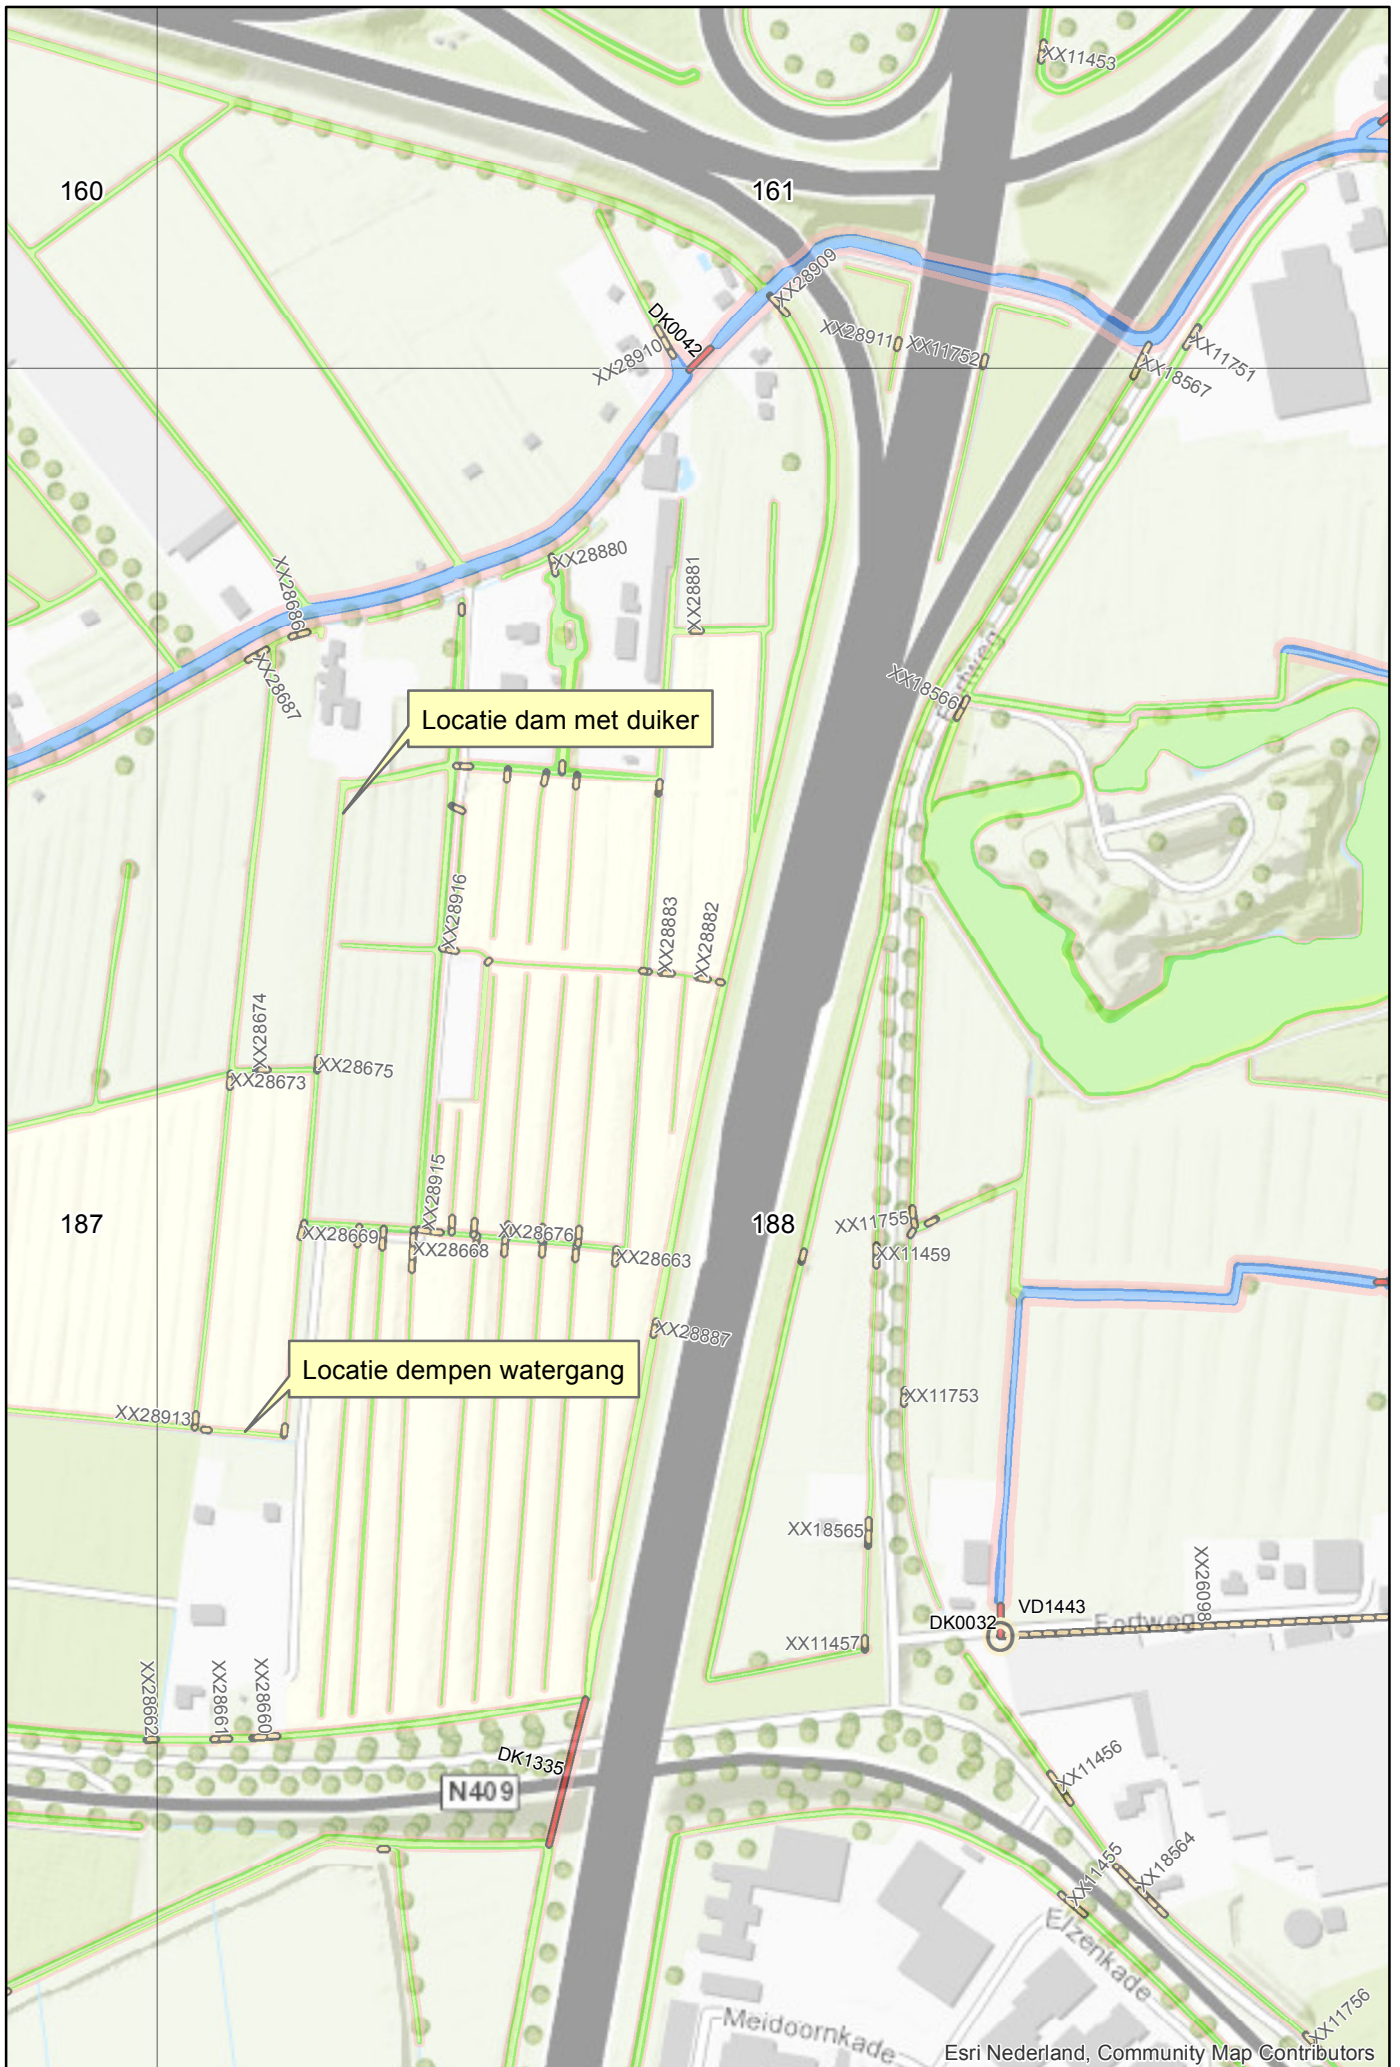 XX11453
160
161
XX28909
DK0042
XX28910
XX28911
XX11752
XX11751
XX18567
XX28880
XX28881
XX28686
XX28687
Fortweg
XX18566
Locatie dam met duiker
XX28916
XX28883
XX28882
XX28674
XX28675
XX28673
XX28915
187
188
XX11755
XX28669
XX28676
XX28668
XX28663
XX11459
XX28887
Locatie dempen watergang
XX11753
XX28913
XX18565
XX26098
VD1443
DK0032
Fortweg
XX11457
XX28662
XX28661
XX28660
DK1335
N409
XX11456
XX11455
XX18564
Elzenkade
Meidoornkade
XX11756
Esri Nederland, Community Map Contributors